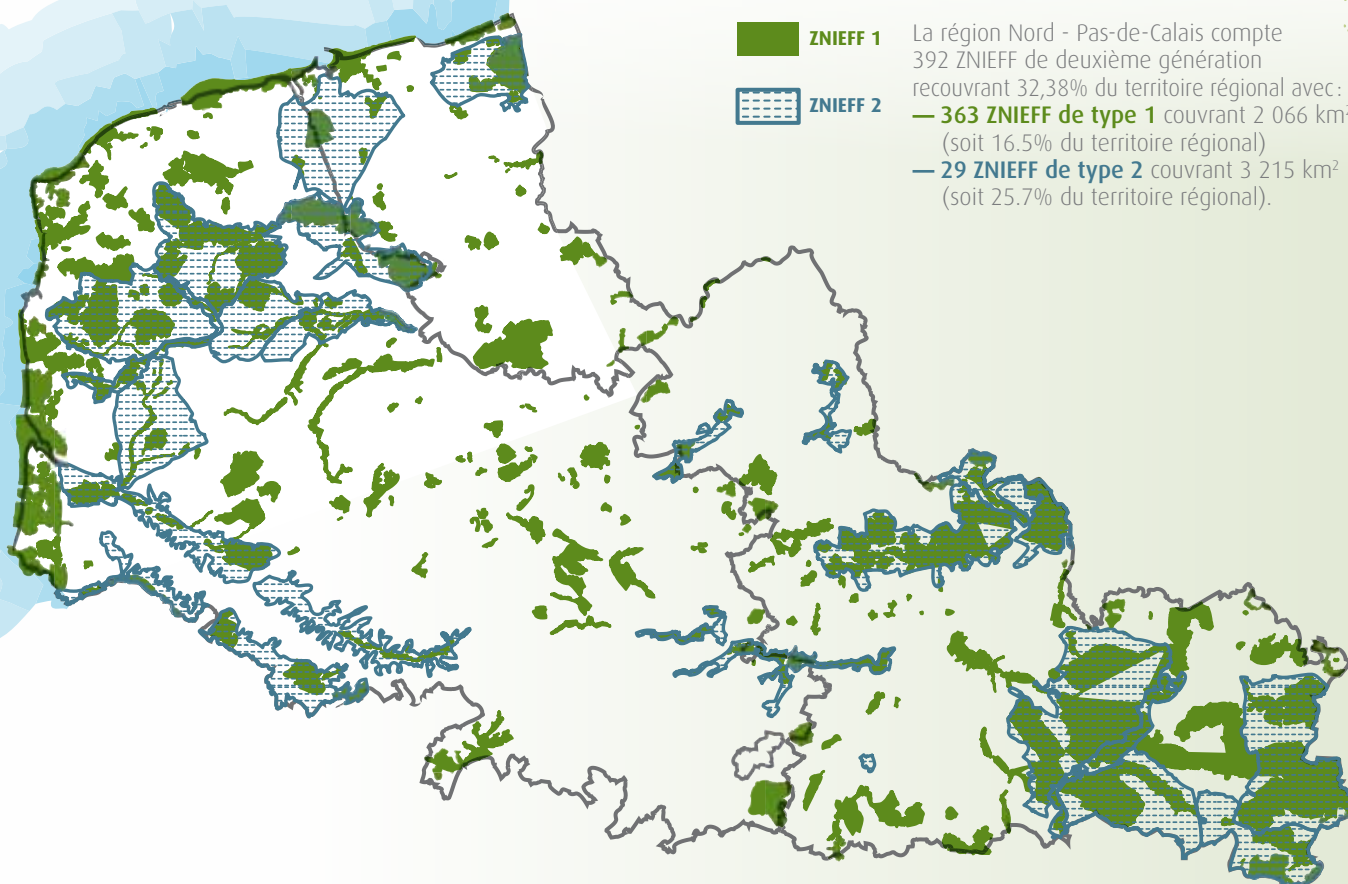 ZNIEFF 1
ZNIEFF 2
La région Nord - Pas-de-Calais compte
392 ZNIEFF de deuxième génération
recouvrant 32,38% du territoire régional avec :
— 363 ZNIEFF de type 1 couvrant 2 066 km²
(soit 16.5% du territoire régional)
— 29 ZNIEFF de type 2 couvrant 3 215 km²
(soit 25.7% du territoire régional).